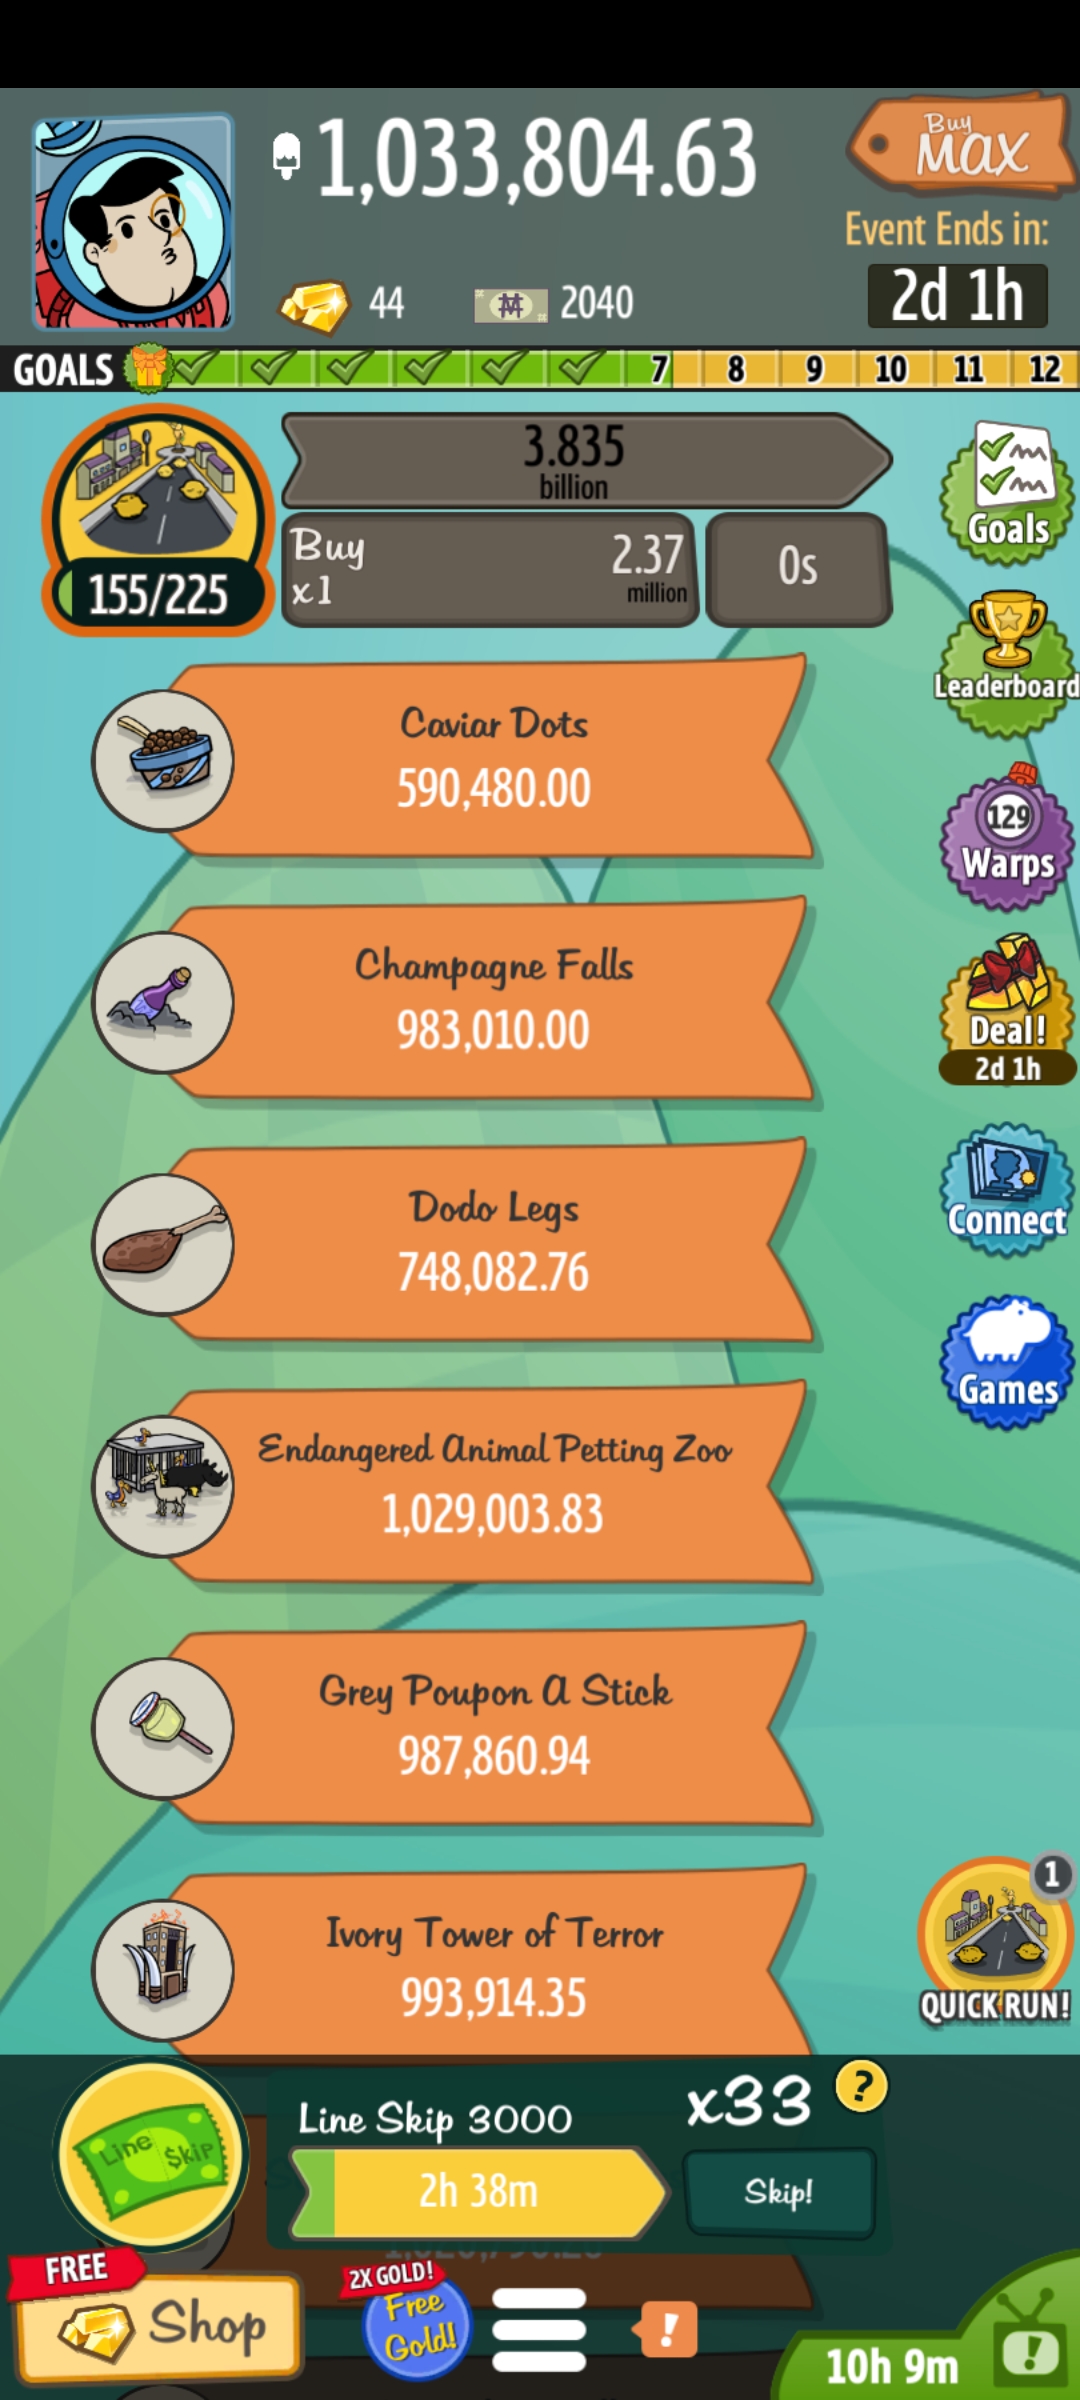 1,033,804.63
Buy
MAX
Event Ends in:
2d 1h
44
2040
GOALS 7 8 9 10 11 12
3.835
billion
155/225
Buy
x1
2.37
million
0s
Goals
Leaderboard
129
Warps
Deal!
2d 1h
Connect
Games
Caviar Dots
590,480.00
Champagne Falls
983,010.00
Dodo Legs
748,082.76
Endangered Animal Petting Zoo
1,029,003.83
Grey Poupon A Stick
987,860.94
Ivory Tower of Terror
993,914.35
1
QUICK RUN!
Line $kip
Line Skip 3000
x33
?
2h 38m
Skip!
FREE
Shop
2X GOLD!
Free
Gold!
!
10h 9m
!